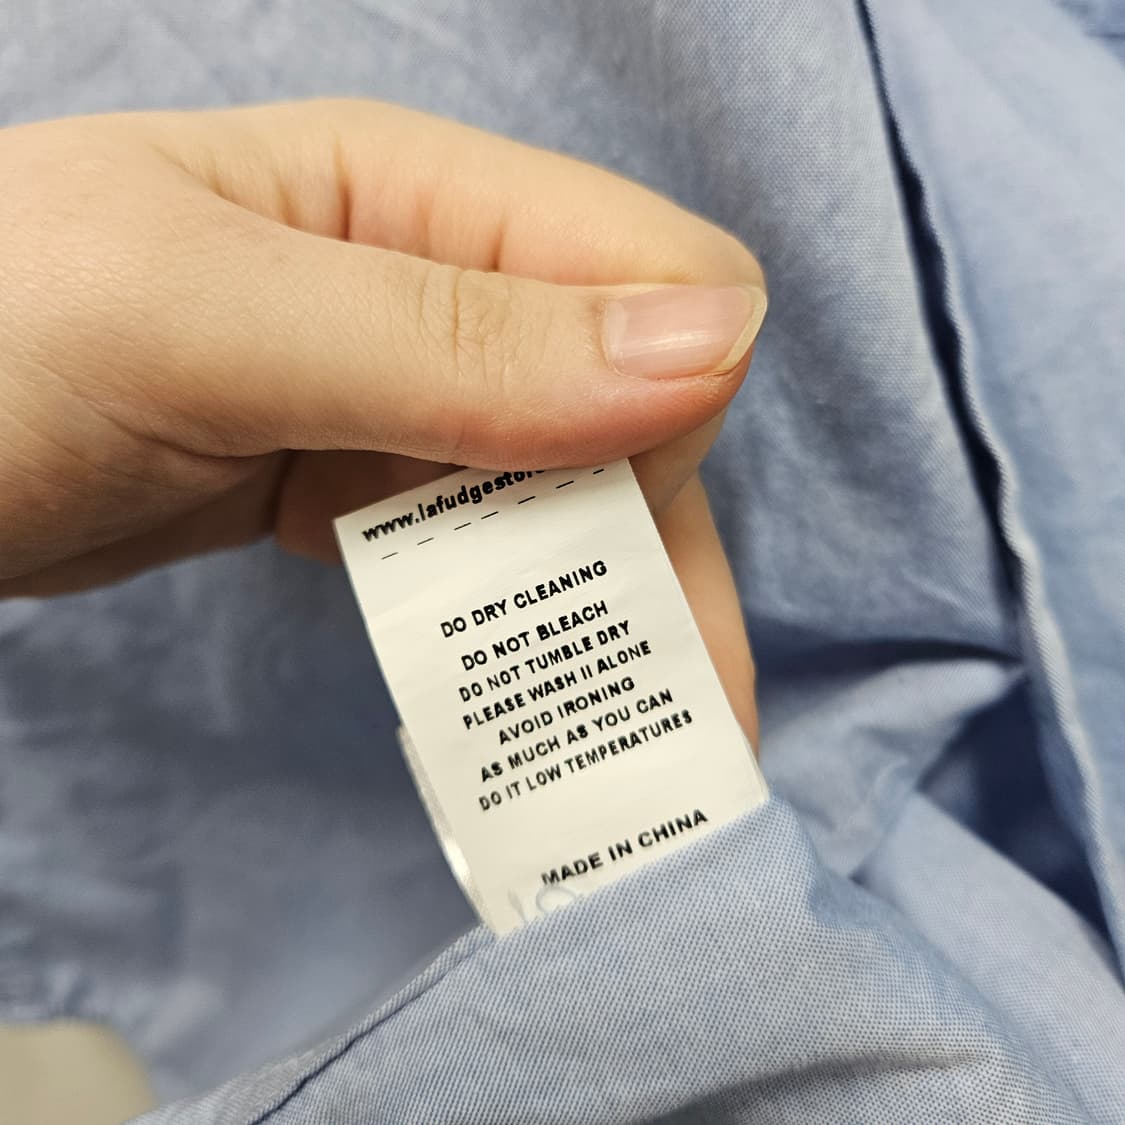 www.lafudgestor
DO DRY CLEANING
DO NOT BLEACH
DO NOT TUMBLE DRY
PLEASE WASH II ALONE
AVOID IRONING
AS MUCH AS YOU CAN
DO IT LOW TEMPERATURES
MADE IN CHINA